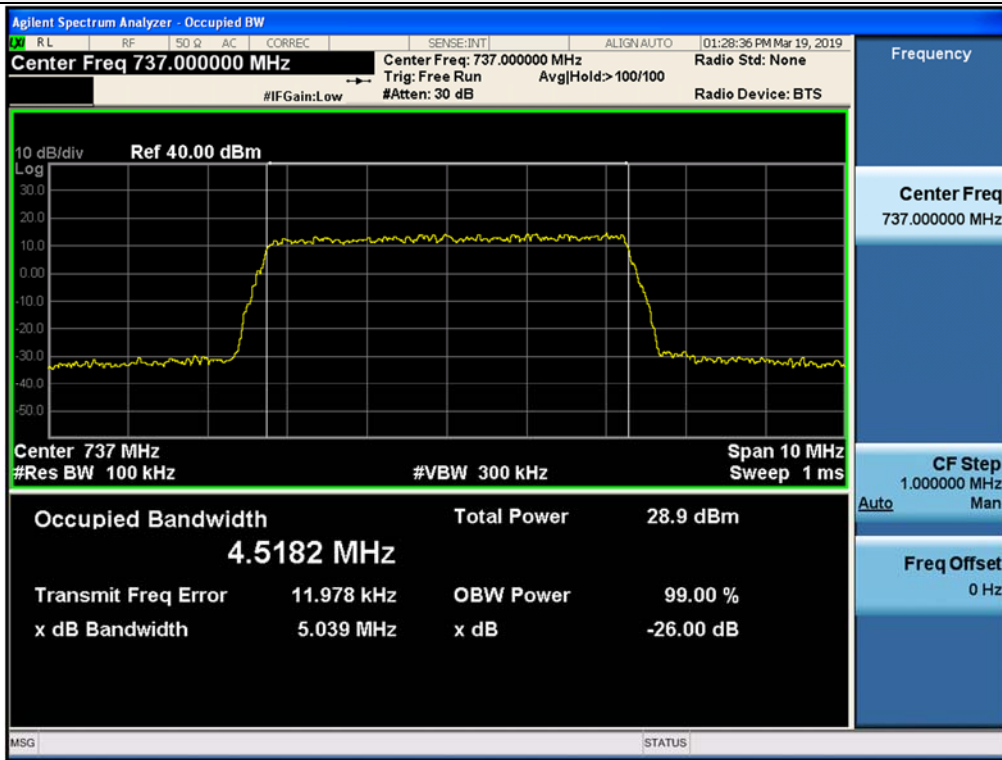 Agilent Spectrum Analyzer - Occupied BW
LXI RL RF 50 Ω AC CORREC SENSE:INT ALIGNAUTO 01:28:36 PM Mar 19, 2019
Center Freq 737.000000 MHz
Center Freq: 737.000000 MHz Radio Std: None
Trig: Free Run Avg|Hold:> 100/100
#IFGain:Low #Atten: 30 dB Radio Device: BTS
10 dB/div Ref 40.00 dBm
Log
30.0
20.0
10.0
0.00
-10.0
-20.0
-30.0
-40.0
-50.0
Center 737 MHz Span 10 MHz
#Res BW 100 kHz #VBW 300 kHz Sweep 1 ms
Occupied Bandwidth Total Power 28.9 dBm
4.5182 MHz
Transmit Freq Error 11.978 kHz OBW Power 99.00 %
x dB Bandwidth 5.039 MHz x dB -26.00 dB
Frequency
Center Freq
737.000000 MHz
CF Step
1.000000 MHz
Auto Man
Freq Offset
0 Hz
MSG STATUS